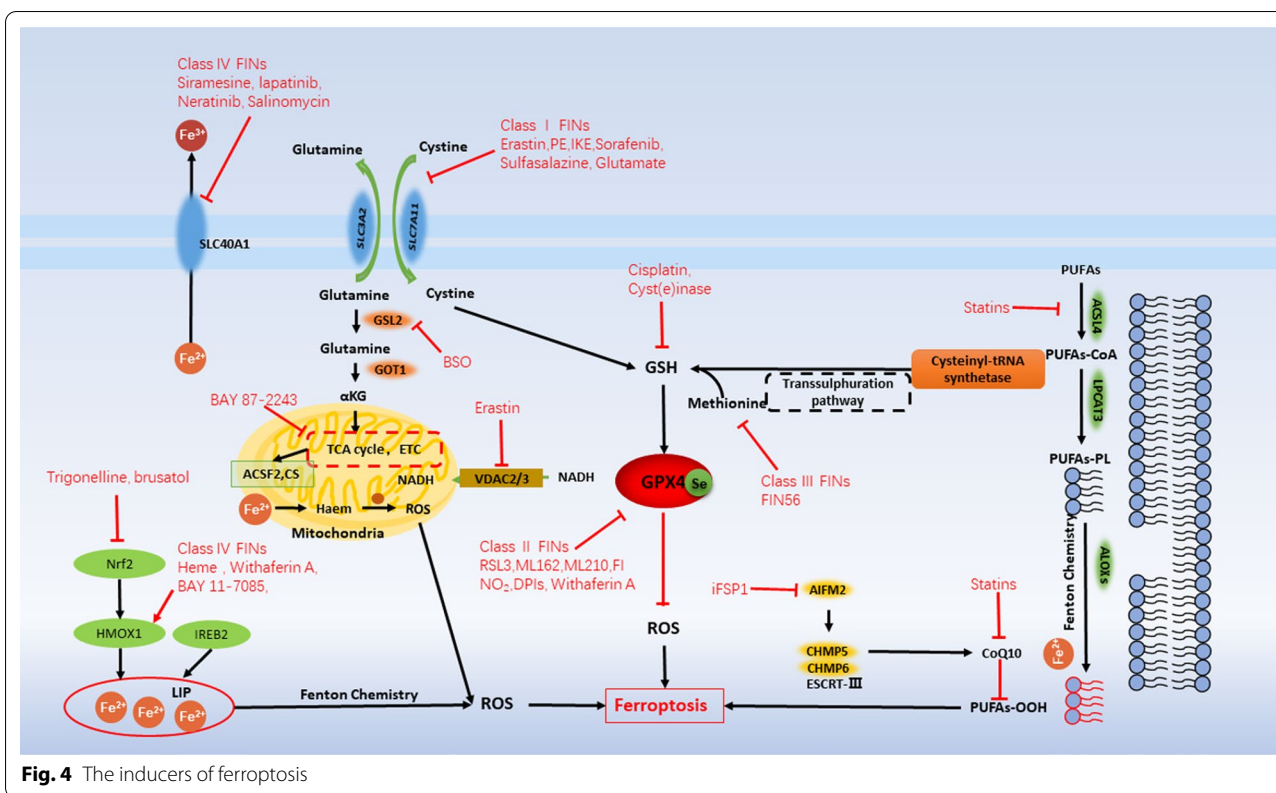 Class IV FINs
Siramesine, lapatinib,
Neratinib, Salinomycin
Fe³⁺
SLC40A1
Fe²⁺
Class I FINs
Erastin,PE,IKE,Sorafenib,
Sulfasalazine, Glutamate
Glutamine
Cystine
SLC3A2
SLC7A11
Glutamine
Cystine
GSL2
BSO
Glutamine
GOT1
αKG
BAY 87-2243
TCA cycle, ETC
ACSF2,CS
NADH
Fe²⁺
Haem
ROS
Mitochondria
Erastin
VDAC2/3
NADH
Cisplatin,
Cyst(e)inase
GSH
Methionine
Transsulphuration
pathway
Cysteinyl-tRNA
synthetase
Class III FINs
FIN56
GPX4
Se
Class II FINs
RSL3,ML162,ML210,FI
NO₂,DPIs, Withaferin A
ROS
Ferroptosis
Trigonelline, brusatol
Nrf2
Class IV FINs
Heme , Withaferin A,
BAY 11-7085,
HMOX1
IREB2
LIP
Fe²⁺
Fe²⁺
Fe²⁺
Fenton Chemistry
ROS
iFSP1
AIFM2
CHMP5
CHMP6
ESCRT-III
Statins
CoQ10
PUFAs-OOH
Statins
PUFAs
ACSL4
PUFAs-CoA
LPCAT3
PUFAs-PL
Fenton Chemistry
ALOXs
Fe²⁺
Fig. 4 The inducers of ferroptosis